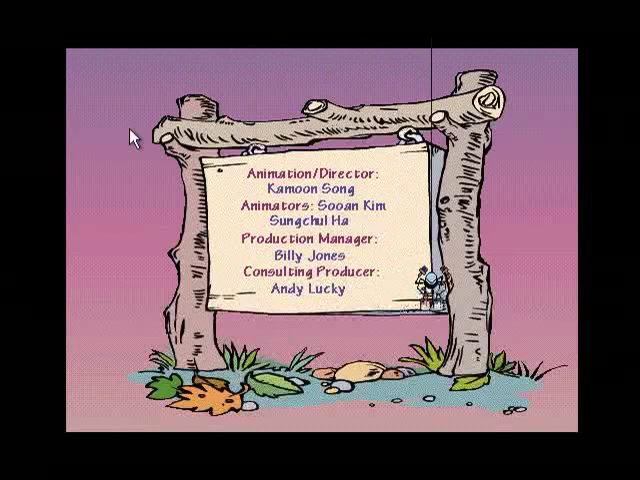 Animation/Director:
Kamoon Song
Animators: Sooan Kim
Sungchul Ha
Production Manager:
Billy Jones
Consulting Producer:
Andy Lucky